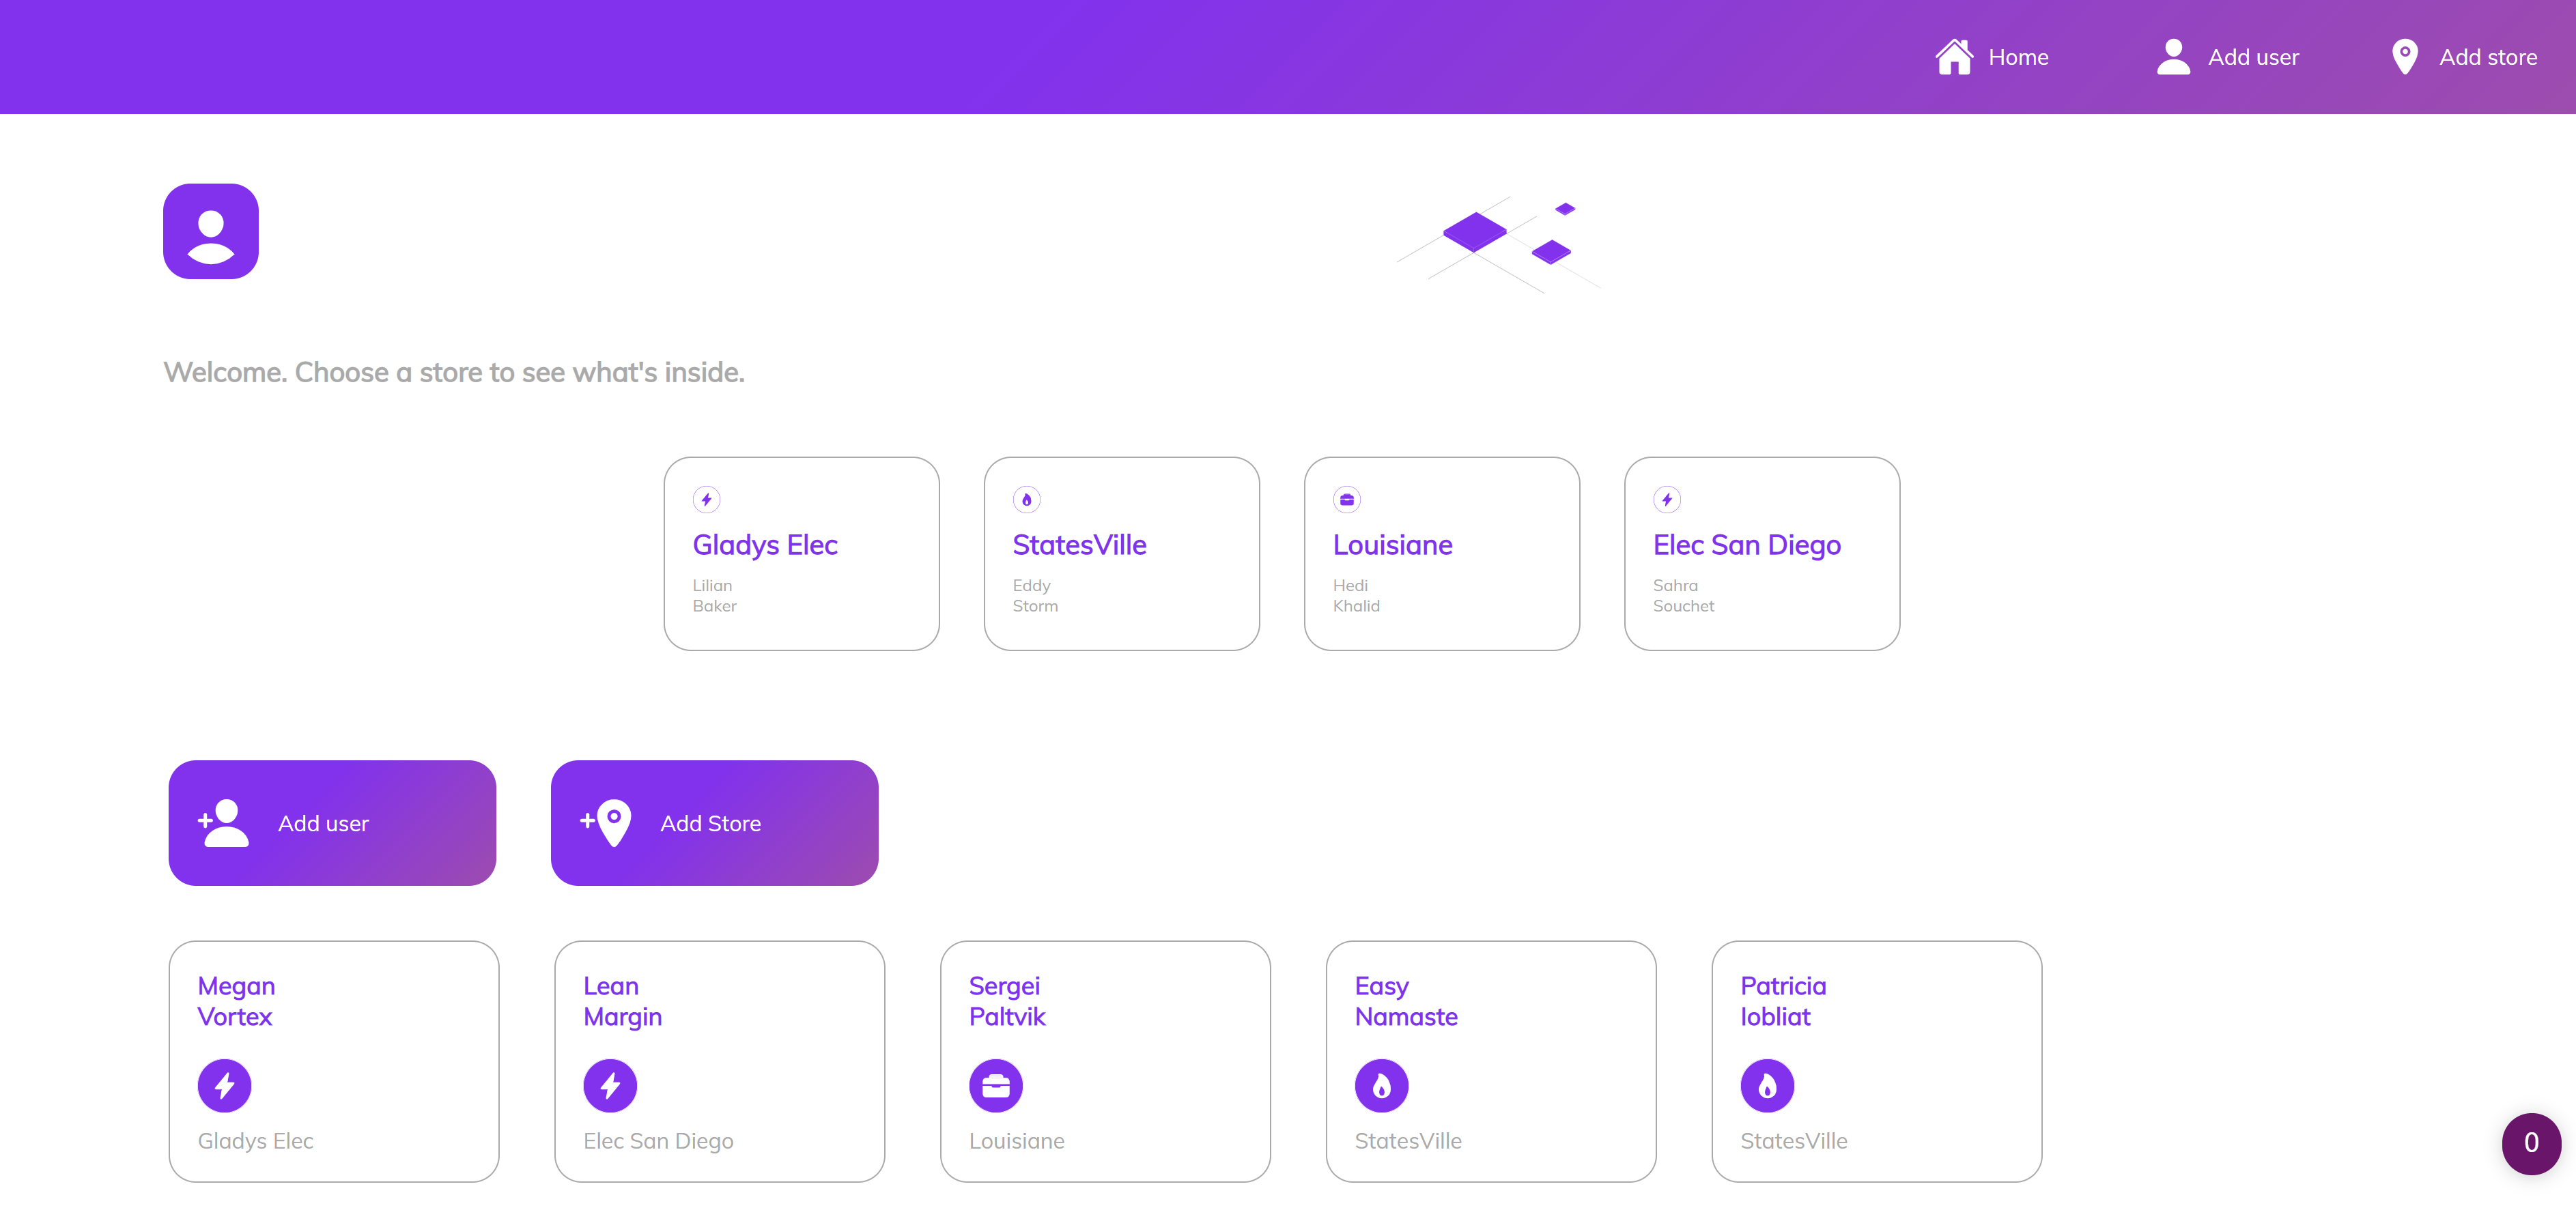 Home
Add user
Add store
Welcome. Choose a store to see what's inside.
Gladys Elec
Lilian
Baker
StatesVille
Eddy
Storm
Louisiane
Hedi
Khalid
Elec San Diego
Sahra
Souchet
Add user
Add Store
Megan
Vortex
Gladys Elec
Lean
Margin
Elec San Diego
Sergei
Paltvik
Louisiane
Easy
Namaste
StatesVille
Patricia
Iobliat
StatesVille
0